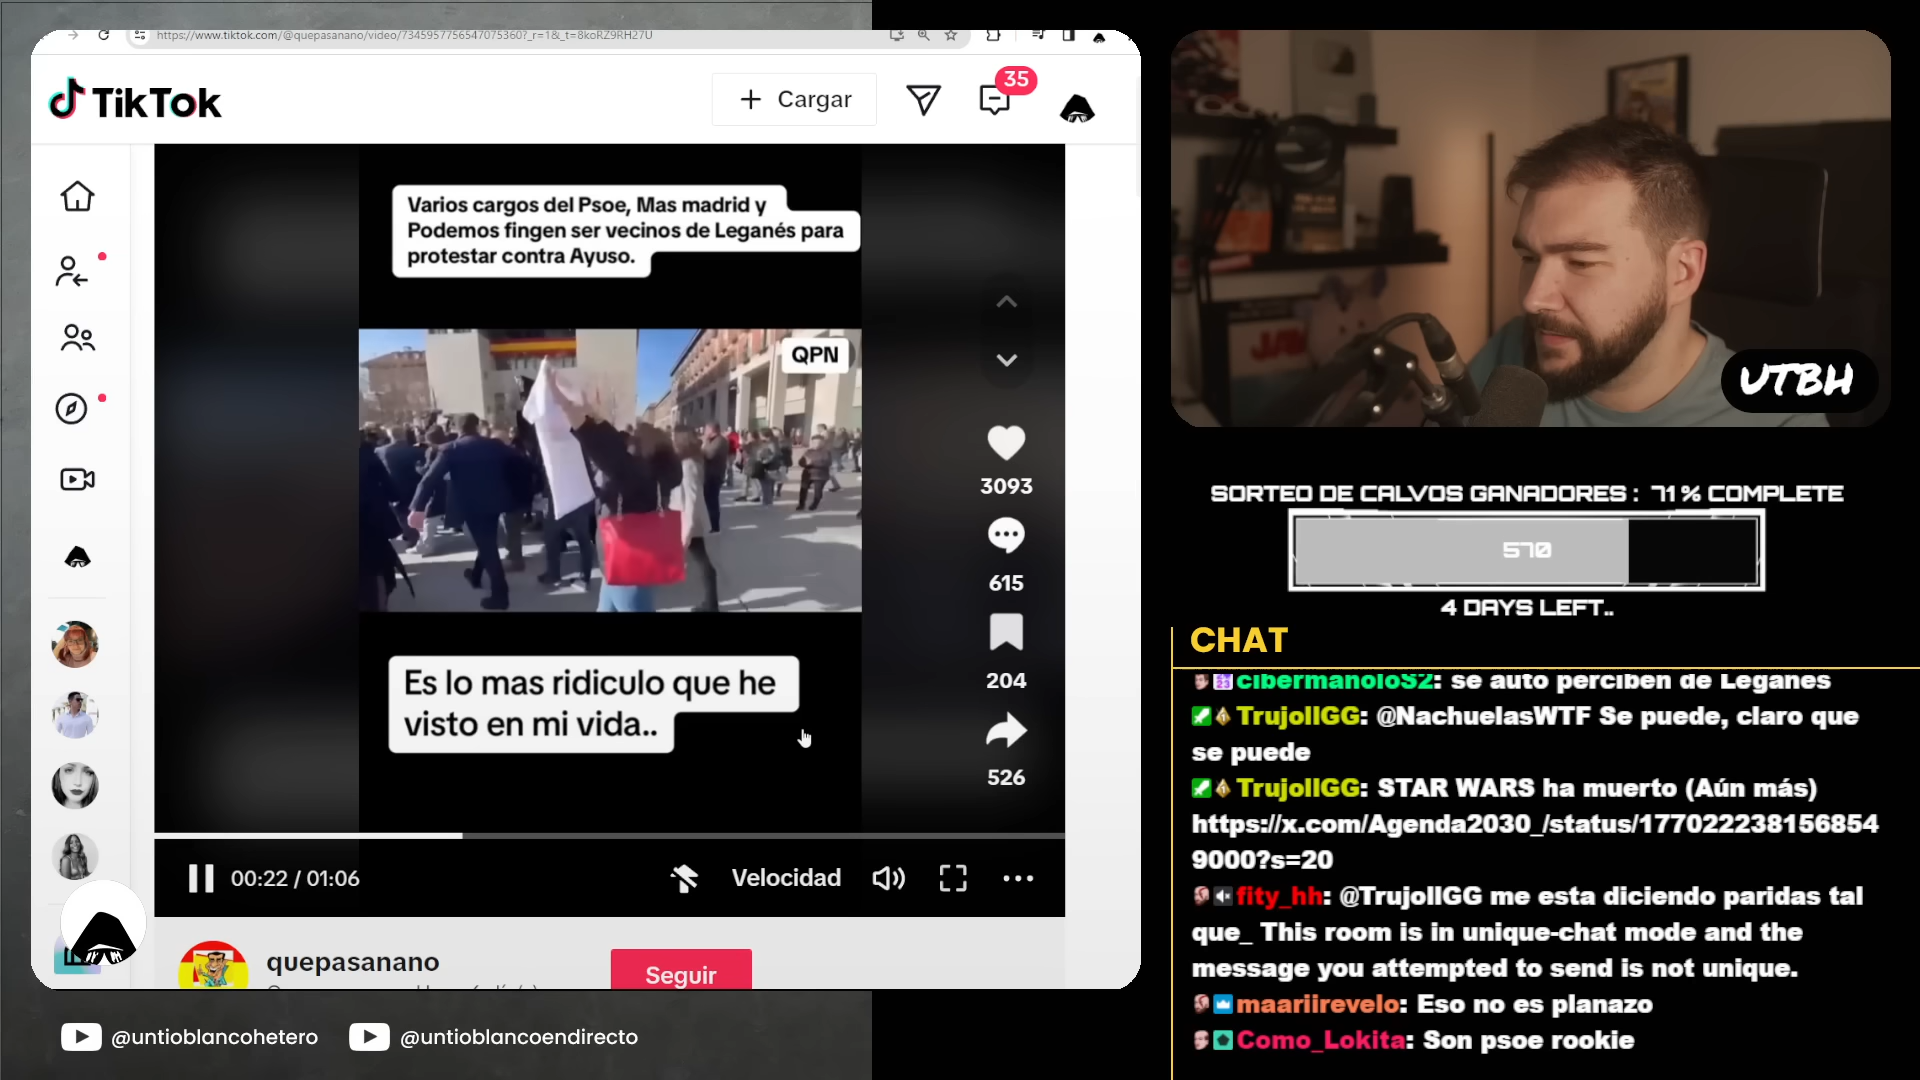 https://www.tiktok.com/@quepasanano/video/7345957756547075360?_r=1&_t=8koRZ9RH27U
TikTok
Cargar
35
Varios cargos del Psoe, Mas madrid y
Podemos fingen ser vecinos de Leganés para
protestar contra Ayuso.
QPN
3093
615
204
526
Es lo mas ridiculo que he
visto en mi vida..
00:22 / 01:06
Velocidad
quepasanano
Seguir
@untioblancohetero
@untioblancoendirecto
UTBH
SORTEO DE CALVOS GANADORES : 71% COMPLETE
570
4 DAYS LEFT..
CHAT
cibermanoloS2: se auto perciben de Leganes
TrujollGG: @NachuelasWTF Se puede, claro que
se puede
TrujollGG: STAR WARS ha muerto (Aún más)
https://x.com/Agenda2030_/status/177022238156854
9000?s=20
fity_hh: @TrujollGG me esta diciendo paridas tal
que_ This room is in unique-chat mode and the
message you attempted to send is not unique.
maariirevelo: Eso no es planazo
Como_Lokita: Son psoe rookie